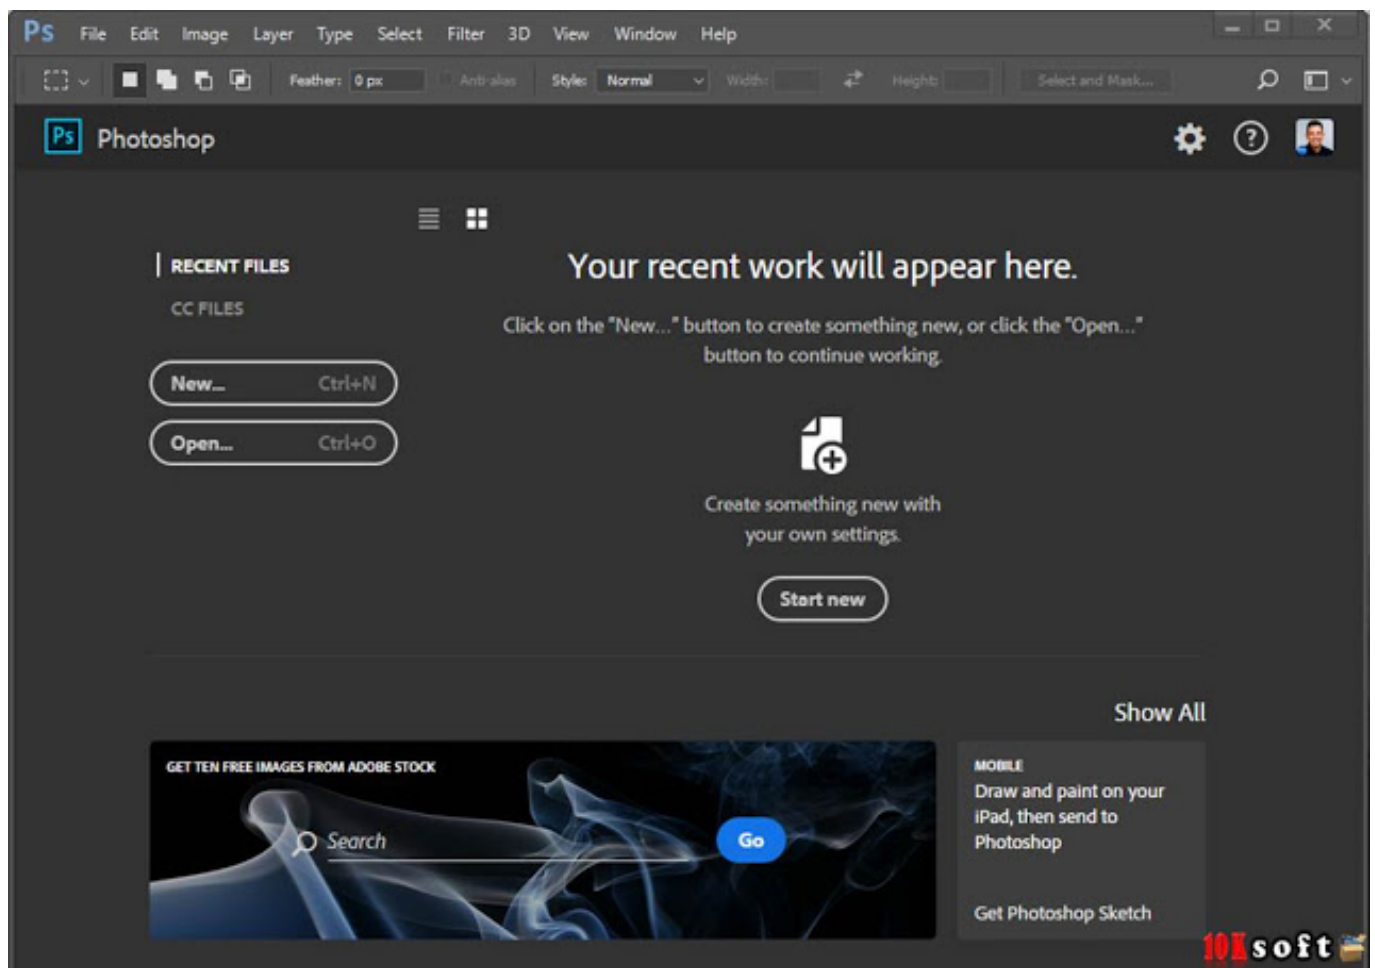 Ps File Edit Image Layer Type Select Filter 3D View Window Help
Feather: 0 px Anti-alias Style: Normal Width: Height: Select and Mask...
Ps Photoshop
RECENT FILES
CC FILES
New... Ctrl+N
Open... Ctrl+O
Your recent work will appear here.
Click on the "New..." button to create something new, or click the "Open..."
button to continue working.
Create something new with
your own settings.
Start new
Show All
GET TEN FREE IMAGES FROM ADOBE STOCK
Search
Go
MOBILE
Draw and paint on your
iPad, then send to
Photoshop
Get Photoshop Sketch
10Ksoft